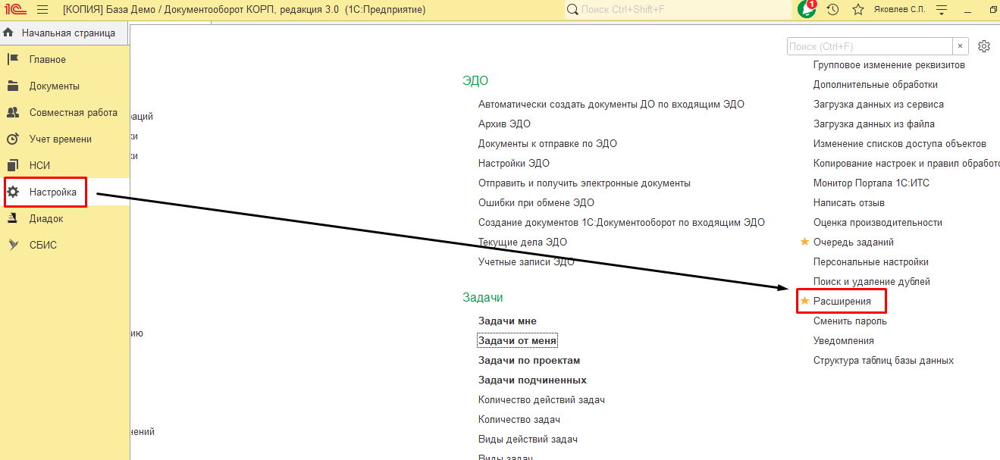 1С [КОПИЯ] База Демо / Документооборот КОРП, редакция 3.0 (1С:Предприятие) Поиск Ctrl+Shift+F 1 Яковлев С.П.
Начальная страница
Главное
Документы
Совместная работа
Учет времени
НСИ
Настройка
Диадок
СБИС
раций
ки
ки
ию
нений
ЭДО
Автоматически создать документы ДО по входящим ЭДО
Архив ЭДО
Документы к отправке по ЭДО
Настройки ЭДО
Отправить и получить электронные документы
Ошибки при обмене ЭДО
Создание документов 1С:Документооборот по входящим ЭДО
Текущие дела ЭДО
Учетные записи ЭДО
Задачи
Задачи мне
Задачи от меня
Задачи по проектам
Задачи подчиненных
Количество действий задач
Количество задач
Виды действий задач
Виды задач
Поиск (Ctrl+F) ×
Групповое изменение реквизитов
Дополнительные обработки
Загрузка данных из сервиса
Загрузка данных из файла
Изменение списков доступа объектов
Копирование настроек и правил обработ
Монитор Портала 1С:ИТС
Написать отзыв
Оценка производительности
Очередь заданий
Персональные настройки
Поиск и удаление дублей
Расширения
Сменить пароль
Уведомления
Структура таблиц базы данных